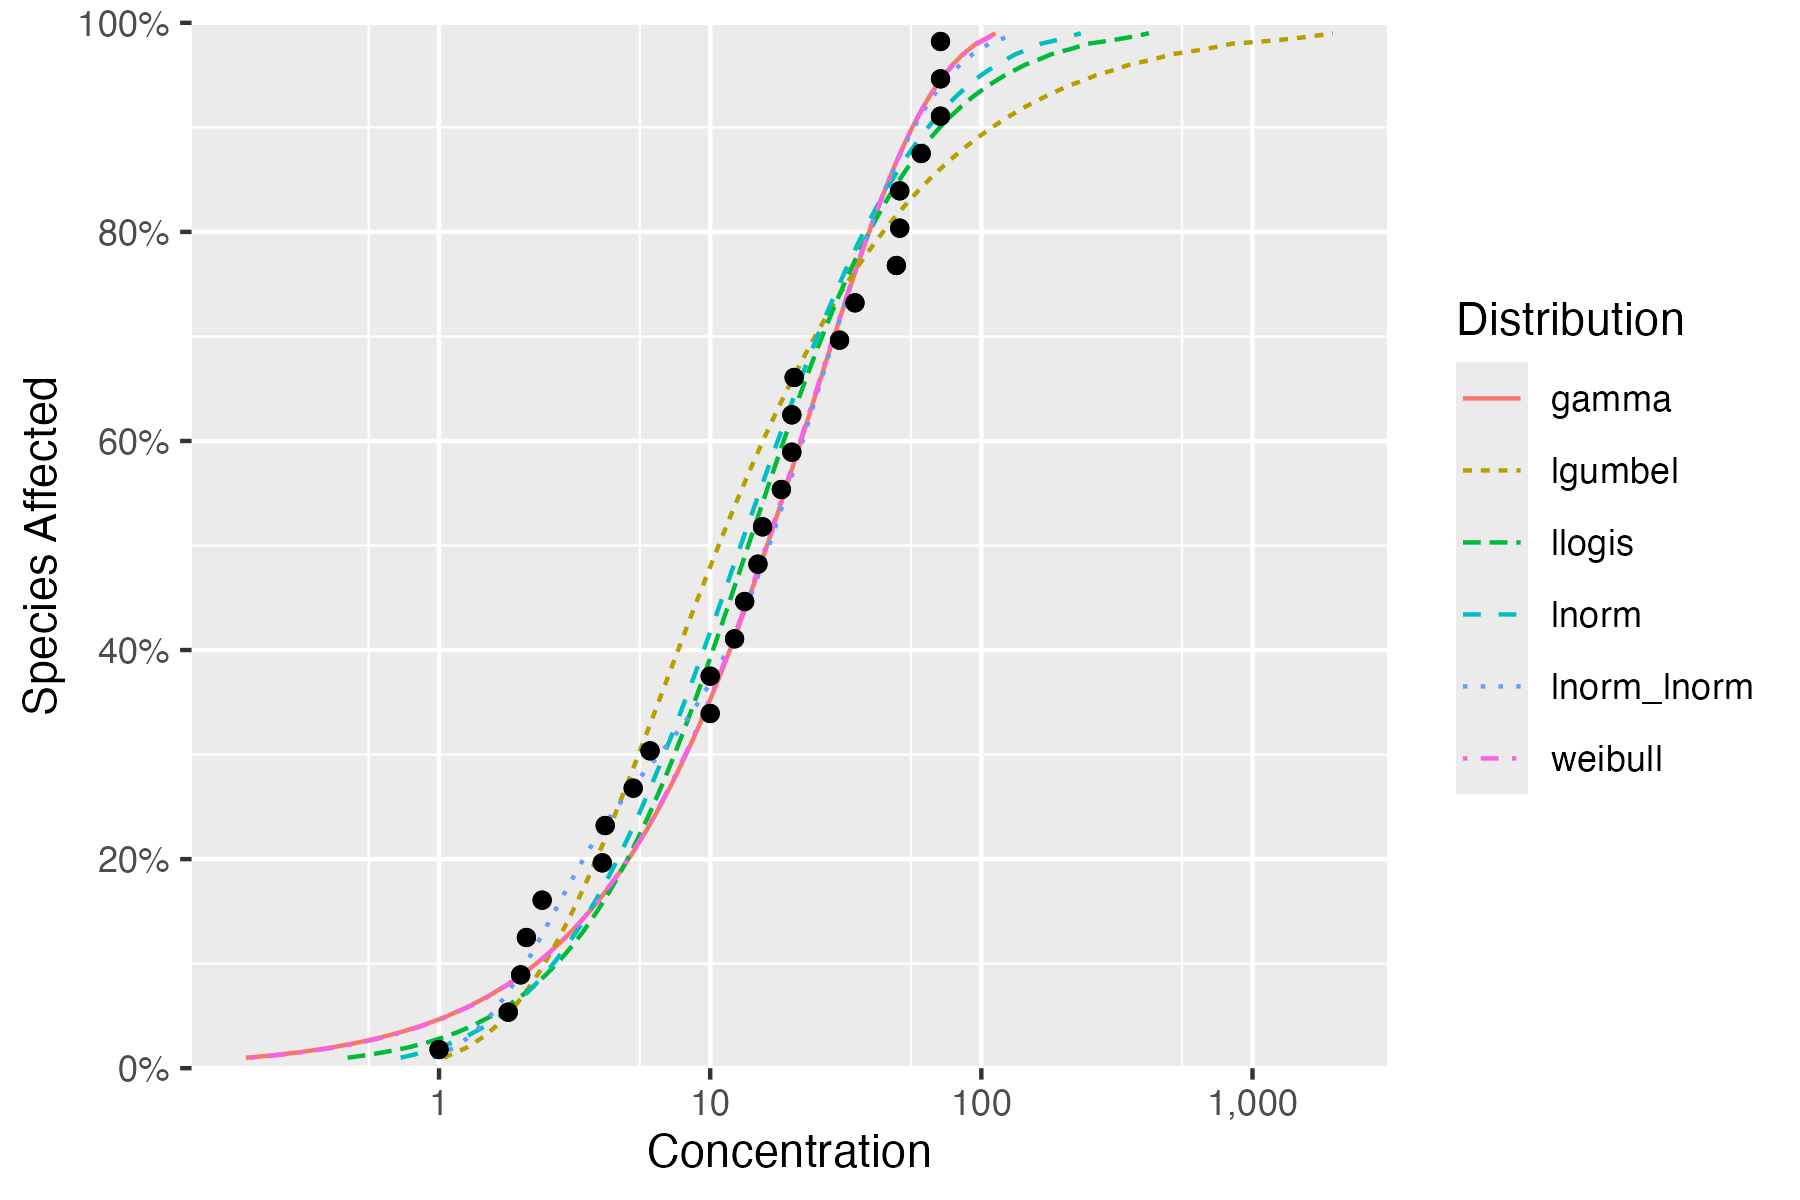 100%
80%
60%
40%
20%
0%
Species Affected
1
10
100
1,000
Concentration
Distribution
gamma
lgumbel
llogis
lnorm
lnorm_lnorm
weibull